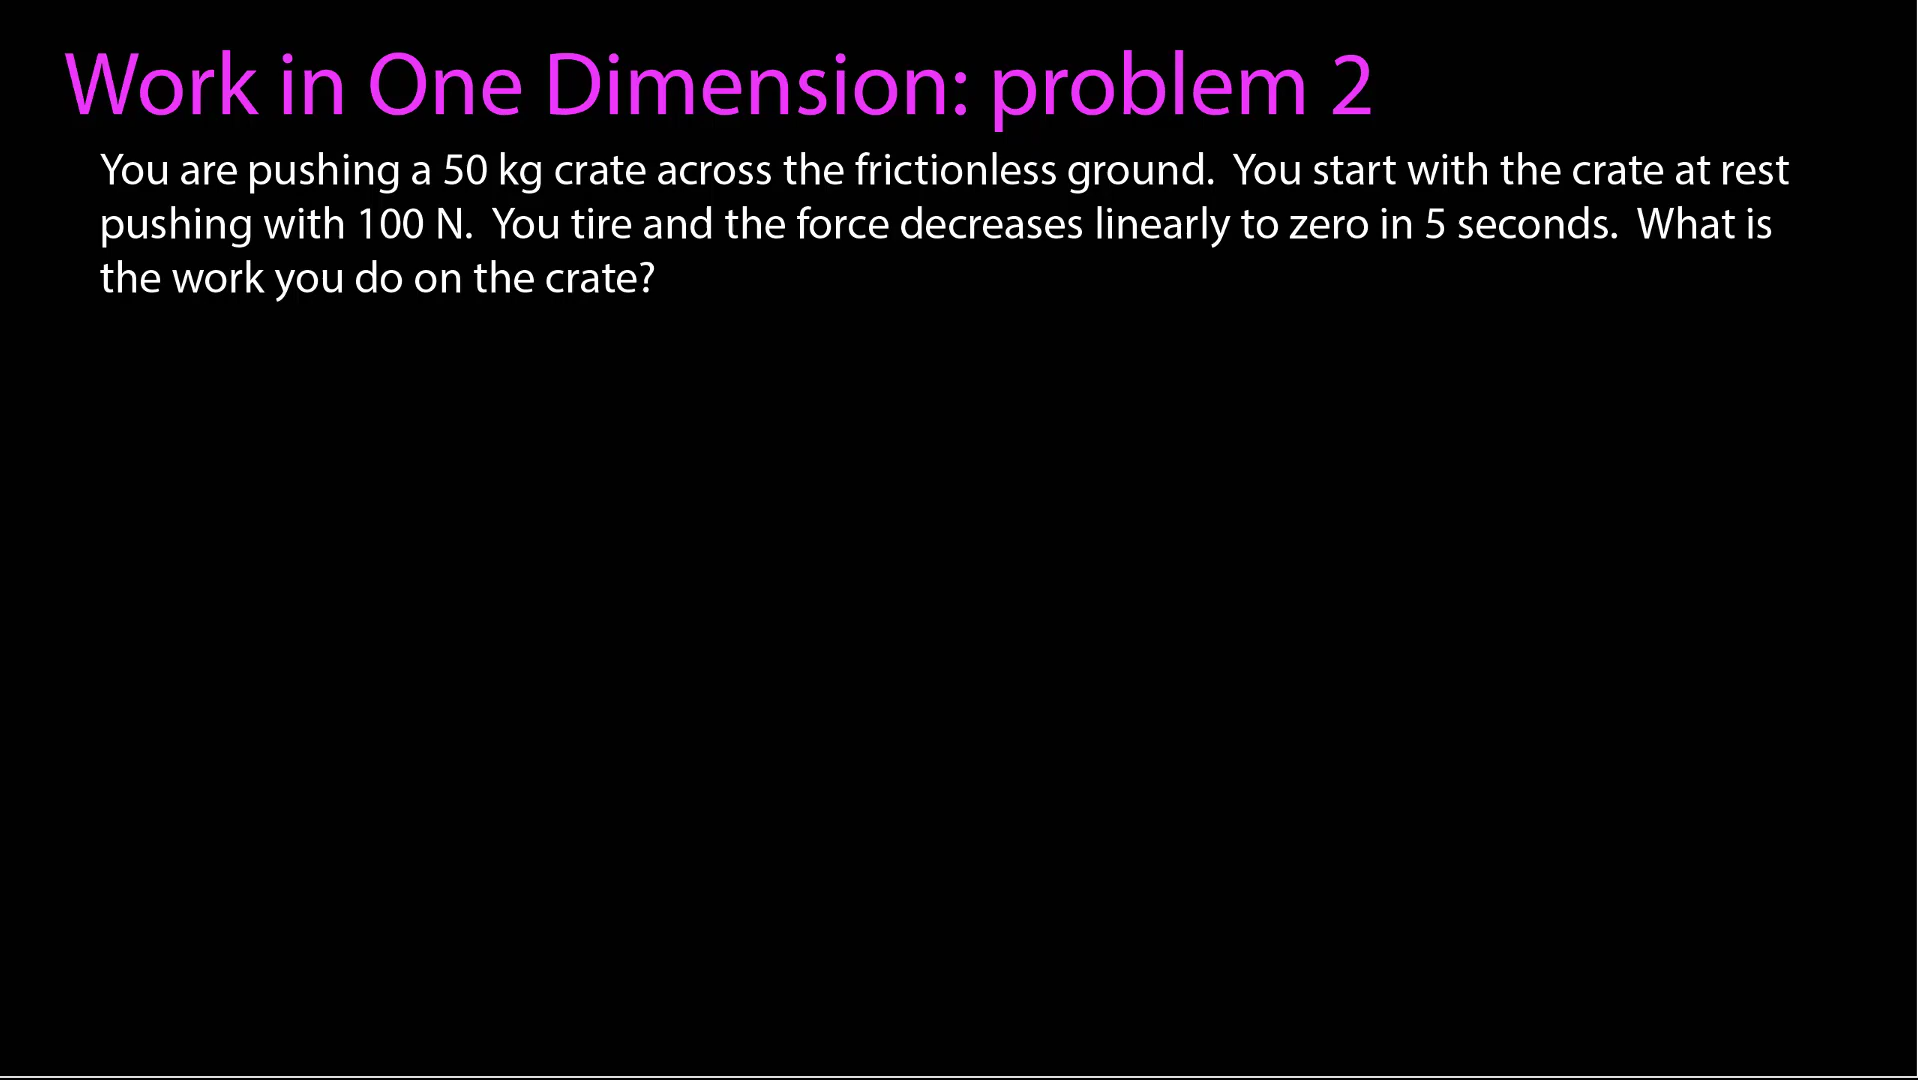 Work in One Dimension: problem 2
You are pushing a 50 kg crate across the frictionless ground.  You start with the crate at rest
pushing with 100 N.  You tire and the force decreases linearly to zero in 5 seconds.  What is
the work you do on the crate?